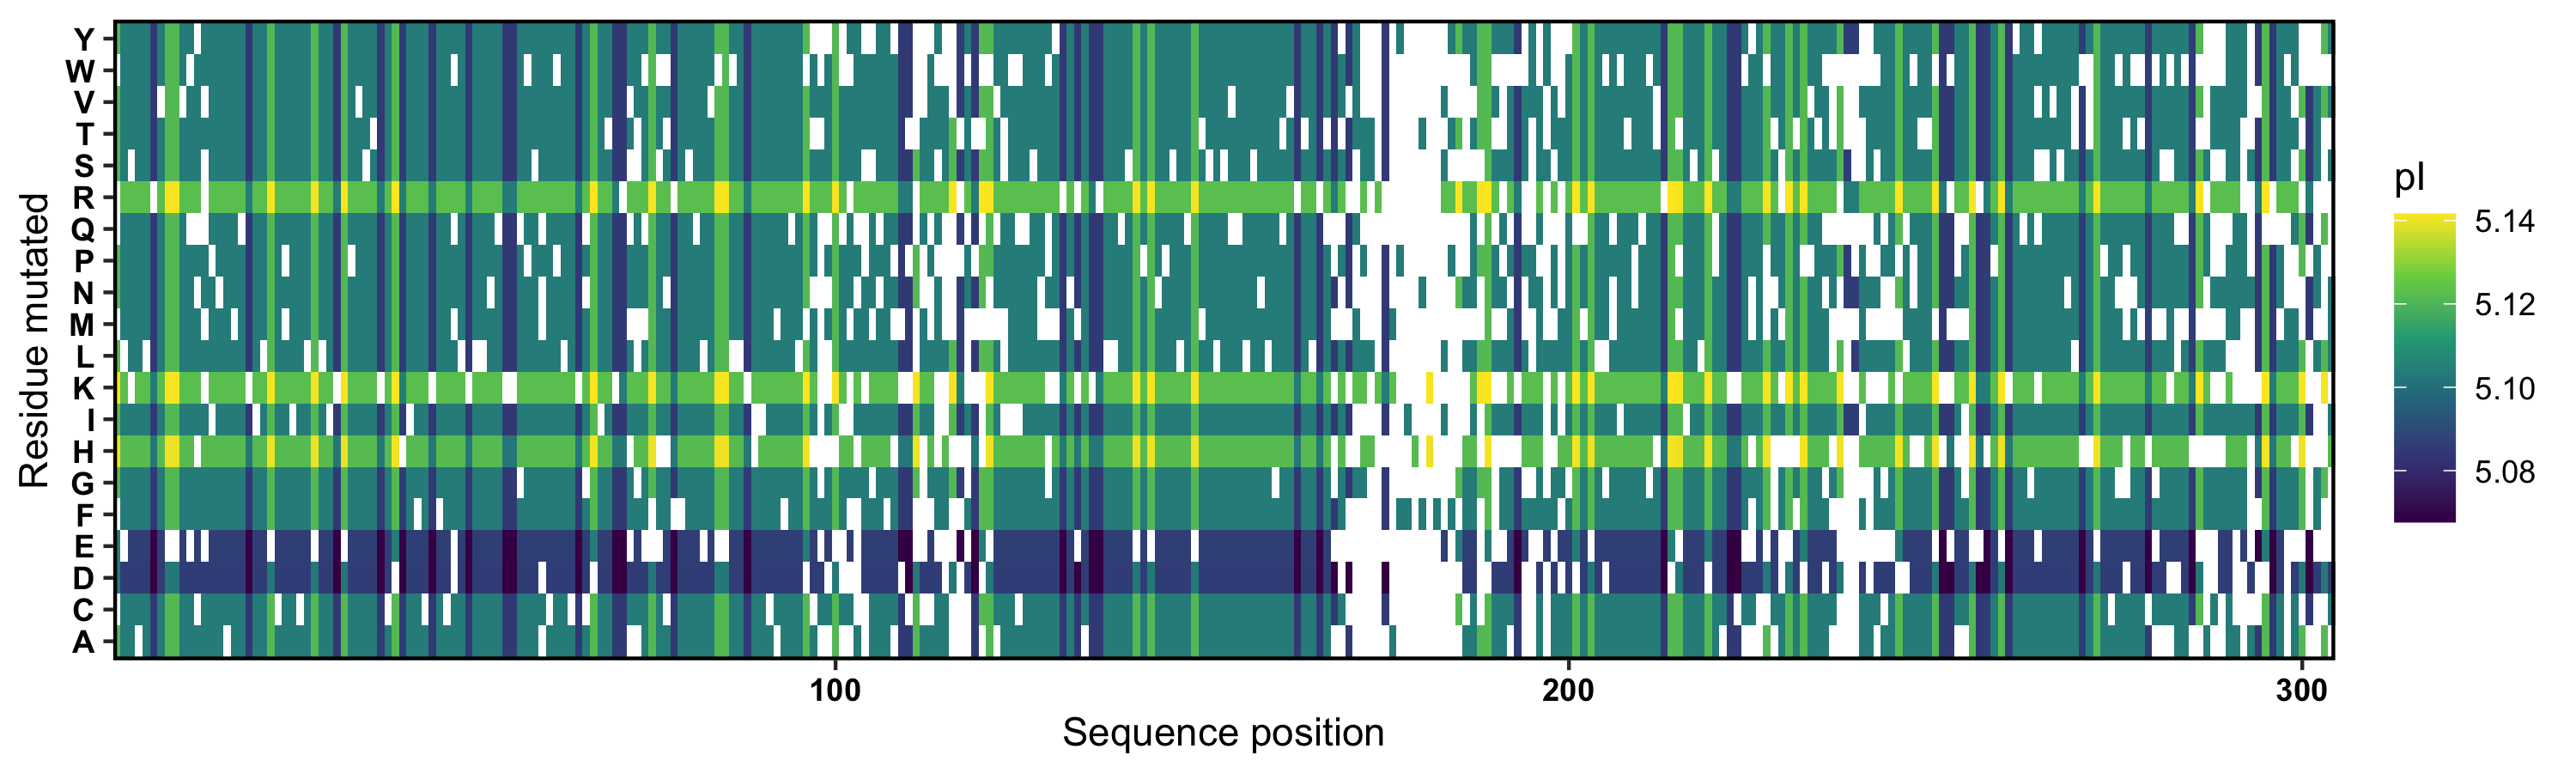 Residue mutated
Y
W
V
T
S
R
Q
P
N
M
L
K
I
H
G
F
E
D
C
A
100
200
300
Sequence position
pI
5.14
5.12
5.10
5.08